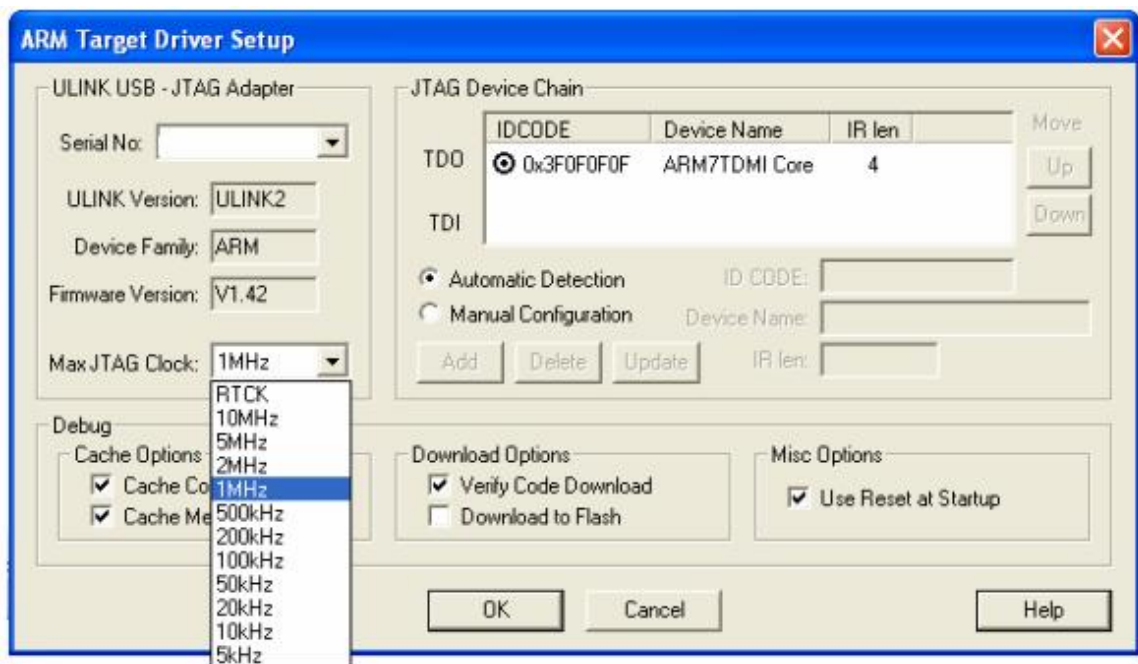 ARM Target Driver Setup
ULINK USB - JTAG Adapter
Serial No:
ULINK Version: ULINK2
Device Family: ARM
Firmware Version: V1.42
Max JTAG Clock: 1MHz
RTCK
10MHz
5MHz
2MHz
1MHz
500kHz
200kHz
100kHz
50kHz
20kHz
10kHz
5kHz
JTAG Device Chain
IDCODE Device Name IR len
TDO 0x3F0F0F0F ARM7TDMI Core 4
TDI
Move
Up
Down
Automatic Detection
Manual Configuration
ID CODE:
Device Name:
Add Delete Update IR len:
Debug
Cache Options
Cache Co
Cache Me
Download Options
Verify Code Download
Download to Flash
Misc Options
Use Reset at Startup
OK Cancel Help